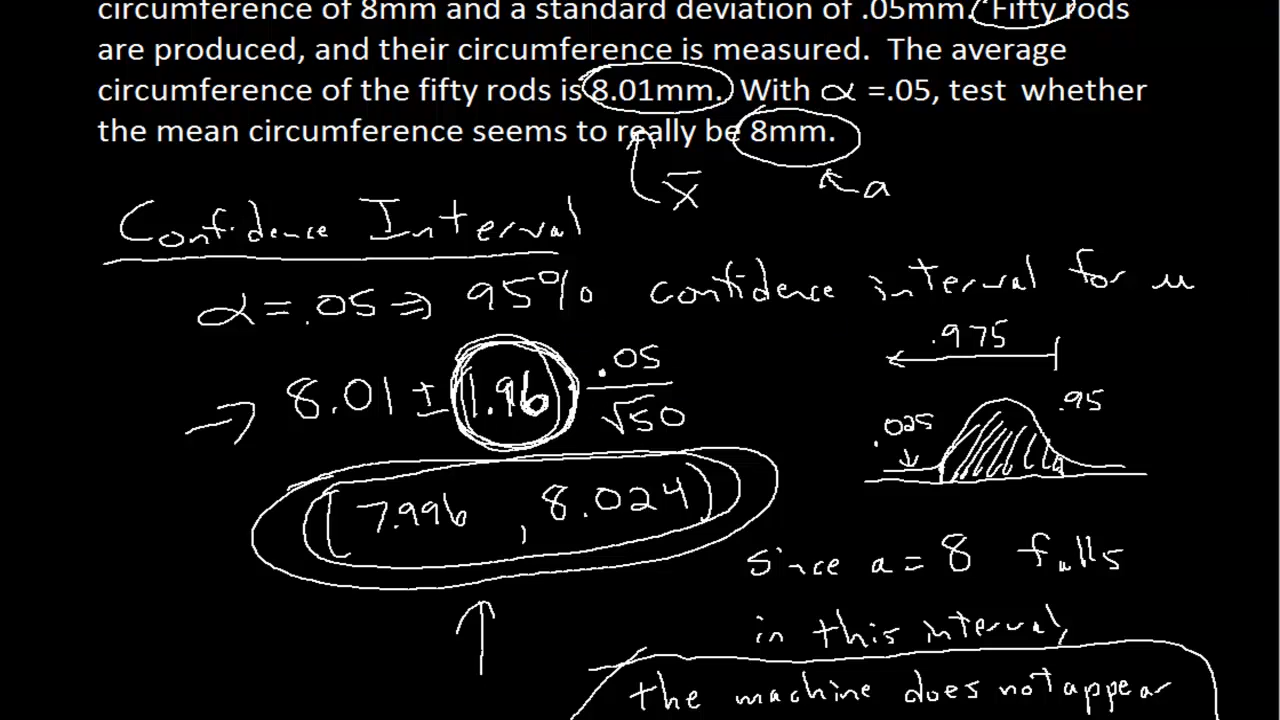 circumference of 8mm and a standard deviation of .05mm. Fifty rods
are produced, and their circumference is measured. The average
circumference of the fifty rods is 8.01mm. With α =.05, test whether
the mean circumference seems to really be 8mm.
x̄
a
Confidence Interval
α = .05 ⇒ 95% confidence interval for μ
.975
⇒ 8.01 ± 1.96 · .05/√50
.95
.025
(7.996 , 8.024)
since a = 8 falls
in this interval,
the machine does not appear